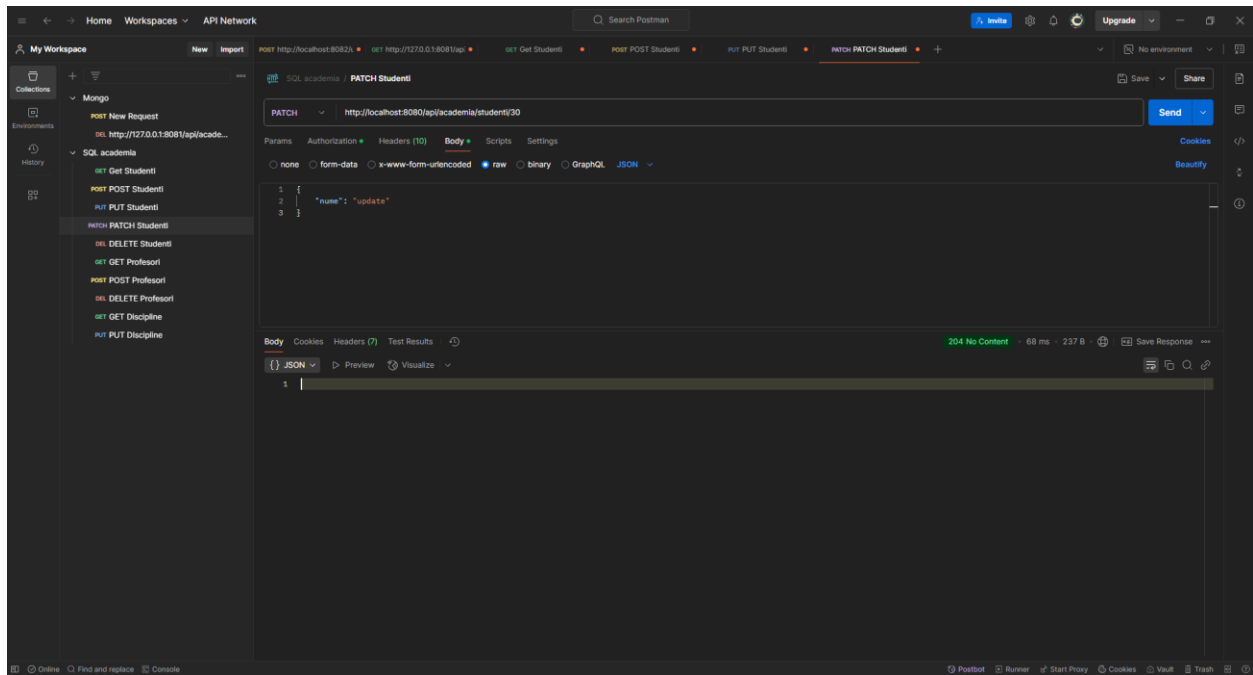 Home Workspaces API Network Search Postman Invite Upgrade
My Workspace New Import POST http://localhost:8082/ GET http://127.0.0.1:8081/api GET Get Studenti POST POST Studenti PUT PUT Studenti PATCH PATCH Studenti No environment
Collections
Environments
History
Mongo
POST New Request
DEL http://127.0.0.1:8081/api/acade...
SQL academia
GET Get Studenti
POST POST Studenti
PUT PUT Studenti
PATCH PATCH Studenti
DEL DELETE Studenti
GET GET Profesori
POST POST Profesori
DEL DELETE Profesori
GET GET Discipline
PUT PUT Discipline
SQL academia / PATCH Studenti Save Share
PATCH http://localhost:8080/api/academia/studenti/30 Send
Params Authorization Headers (10) Body Scripts Settings Cookies
none form-data x-www-form-urlencoded raw binary GraphQL JSON Beautify
1 {
2 "nume": "update"
3 }
Body Cookies Headers (7) Test Results 204 No Content 68 ms 237 B Save Response
{} JSON Preview Visualize
1
Online Find and replace Console Postbot Runner Start Proxy Cookies Vault Trash